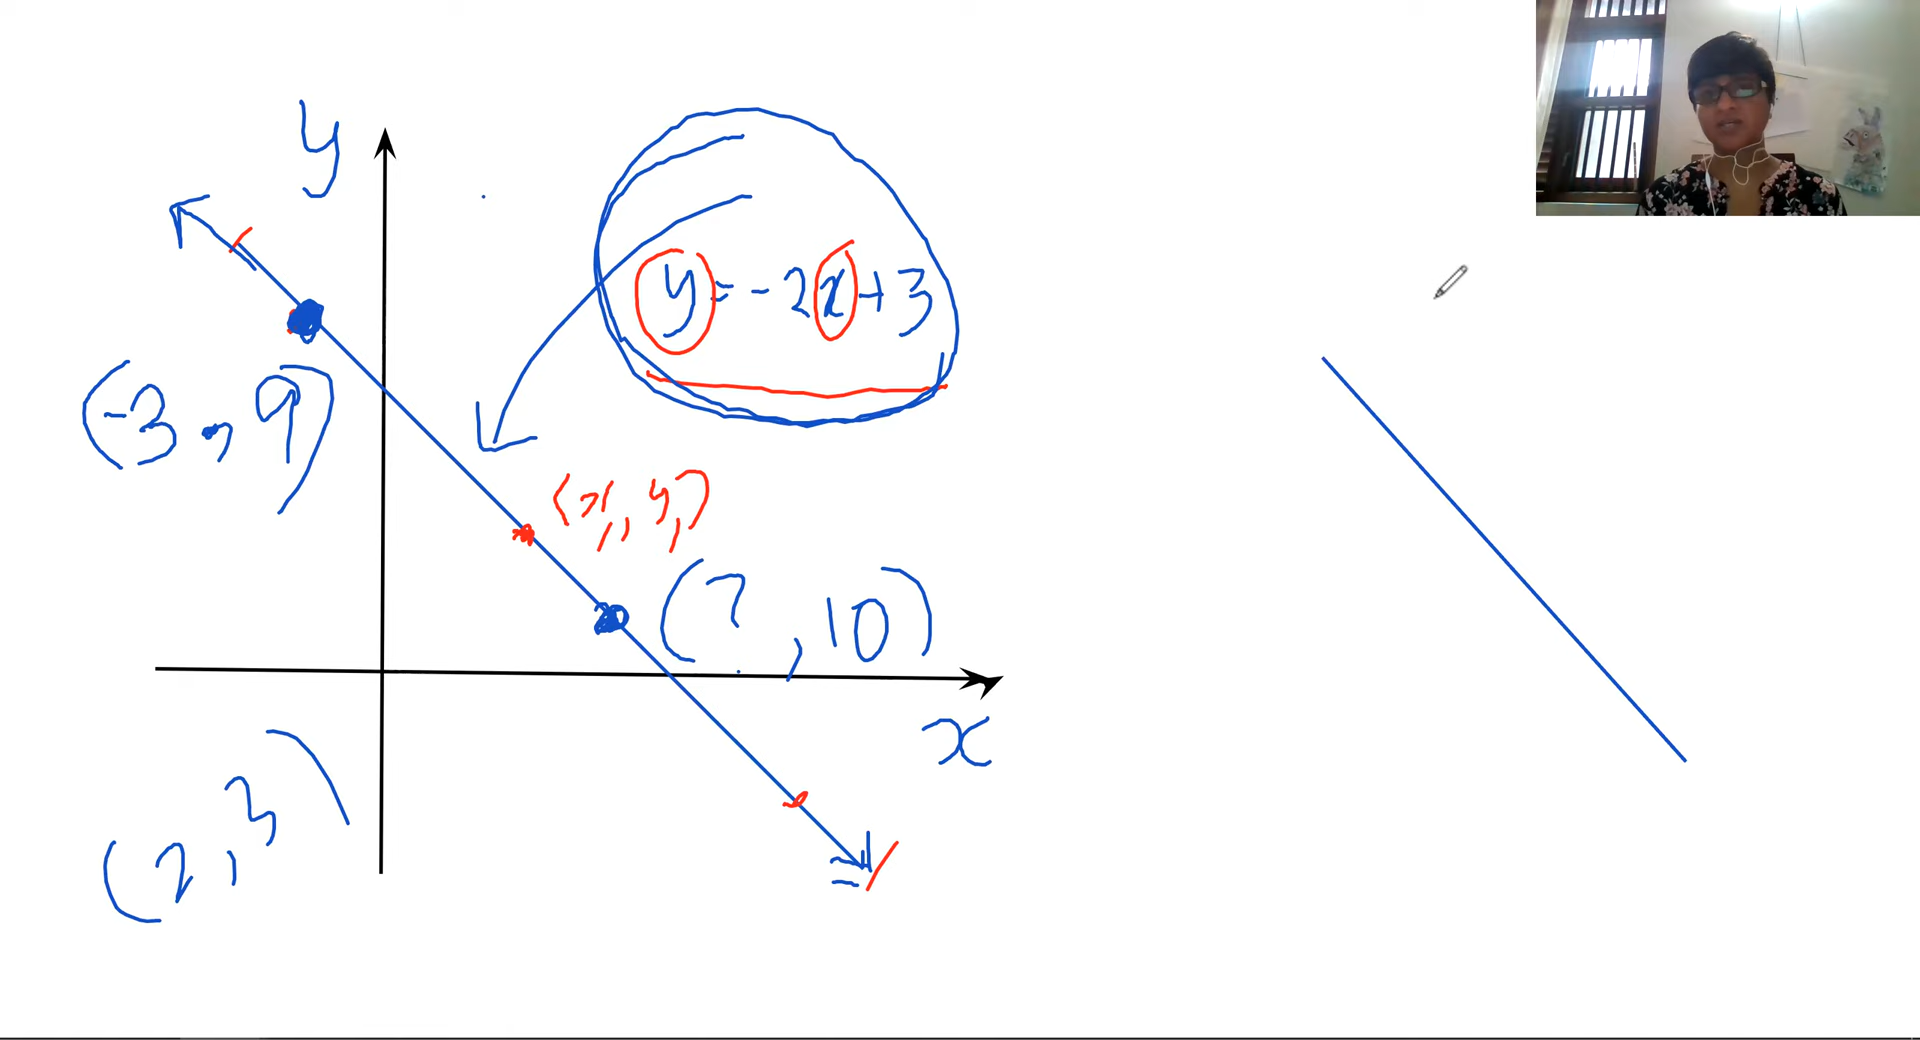 y
y = -2x+3
(-3, 9)
(x, y)
(?, 10)
x
(2, 3)